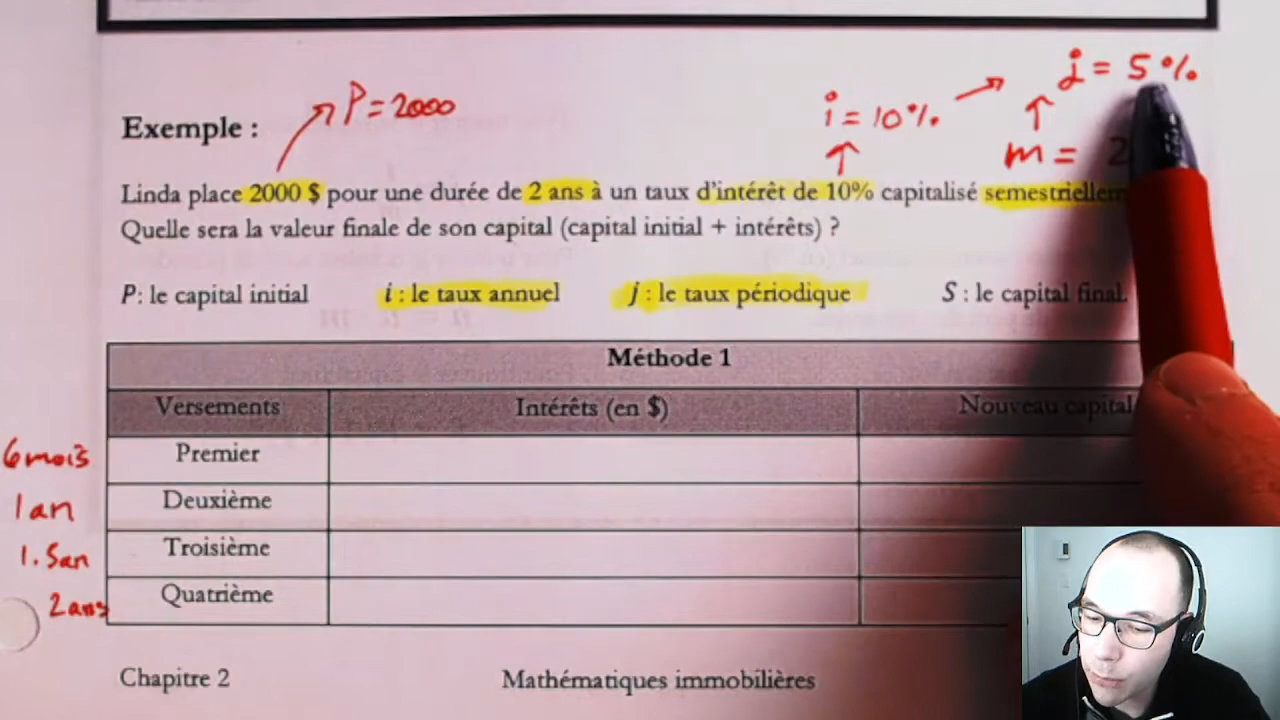 j = 5%
P = 2000
i = 10%
m = 2
Exemple :
Linda place 2000 $ pour une durée de 2 ans à un taux d'intérêt de 10% capitalisé
Quelle sera la valeur finale de son capital (capital initial + intérêts) ?
P: le capital initial i : le taux annuel j : le taux périodique S : le capital final.
Méthode 1
Versements Intérêts (en $) Nouveau capital
6 mois Premier
1 an Deuxième
1.5an Troisième
2 ans Quatrième
Chapitre 2 Mathématiques immobilières